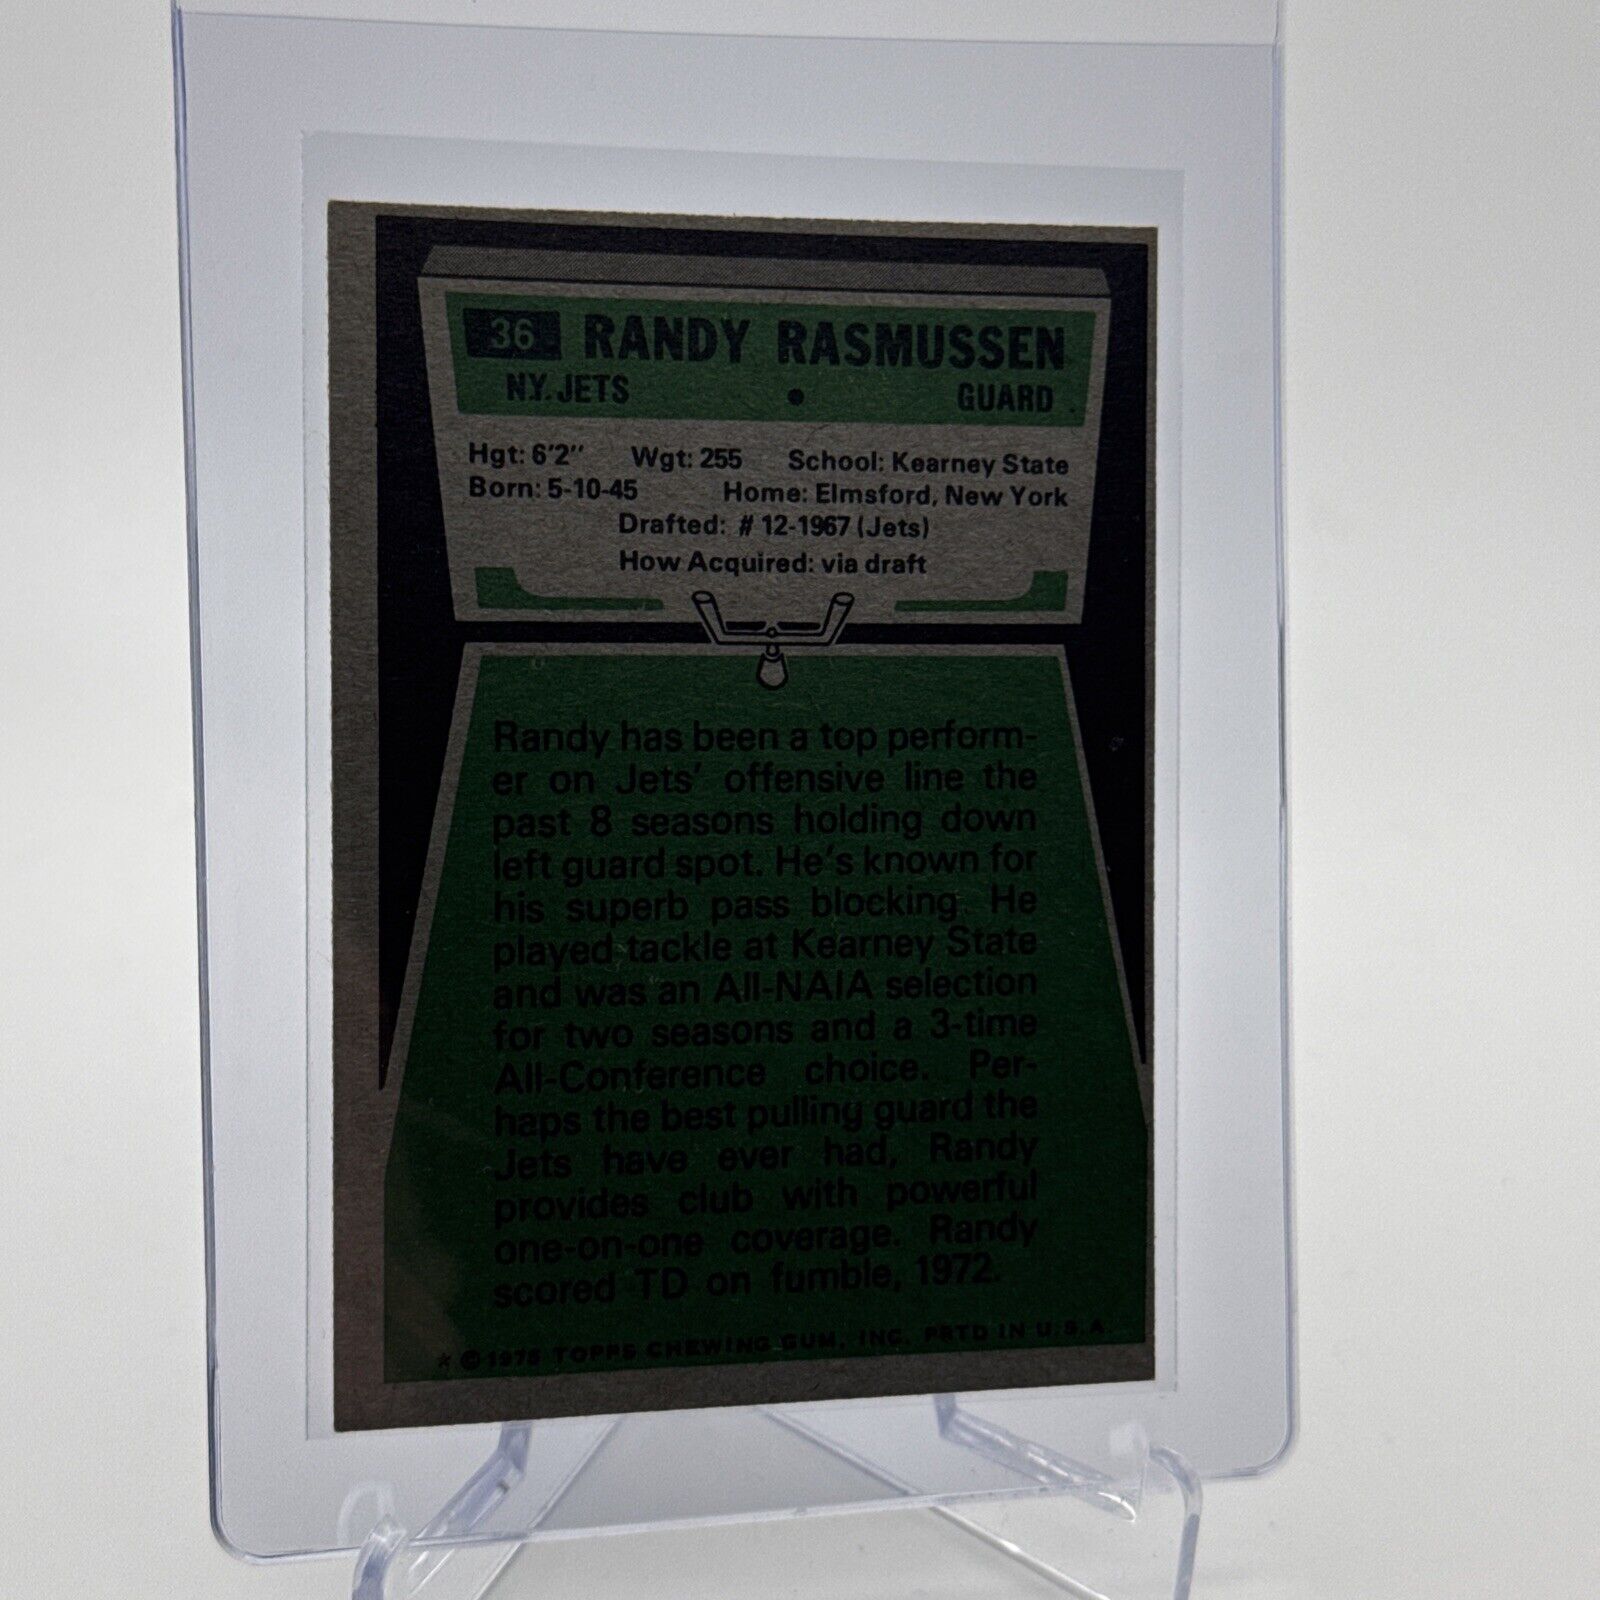 36 RANDY RASMUSSEN
N.Y. JETS • GUARD
Hgt: 6'2" Wgt: 255 School: Kearney State
Born: 5-10-45 Home: Elmsford, New York
Drafted: # 12-1967 (Jets)
How Acquired: via draft
Randy has been a top perform-
er on Jets' offensive line the
past 8 seasons holding down
left guard spot. He's known for
his superb pass blocking. He
played tackle at Kearney State
and was an All-NAIA selection
for two seasons and a 3-time
All-Conference choice. Per-
haps the best pulling guard the
Jets have ever had, Randy
provides club with powerful
one-on-one coverage. Randy
scored TD on fumble, 1972.
* © 1975 TOPPS CHEWING GUM, INC. PRTD IN U.S.A.